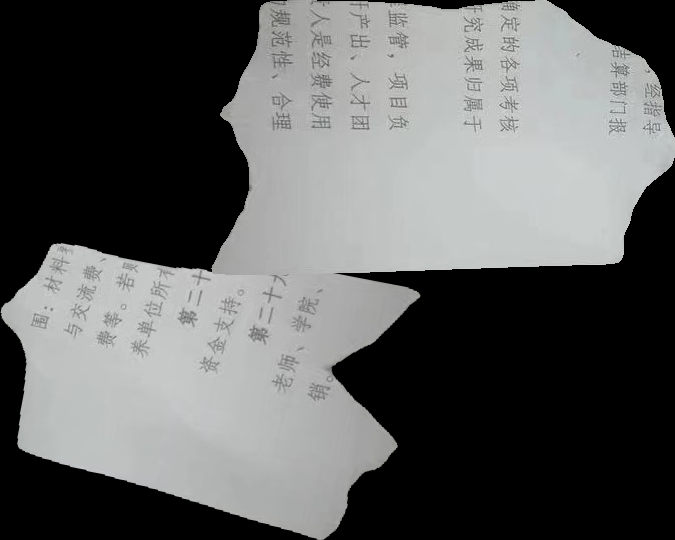 ，经指导
结算部门报
确定的各项考核
研究成果归属于
监管，项目负
产出、人才团
人是经费使用
规范性、合理
围：材料
与交流费、
费等。若
养单位所有
第二十
资金支持。
第二十
老师、学院、
销。